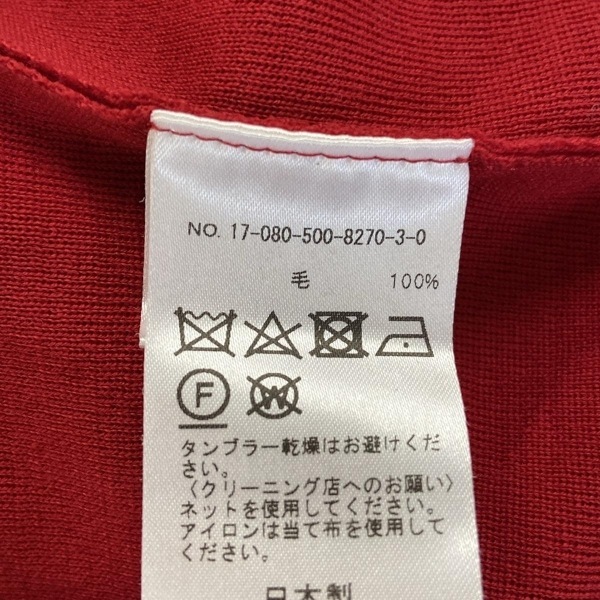 NO. 17-080-500-8270-3-0
毛 100%
F W
タンブラー乾燥はお避けくだ
さい。
〈クリーニング店へのお願い〉
ネットを使用してください。
アイロンは当て布を使用して
ください。
日本製